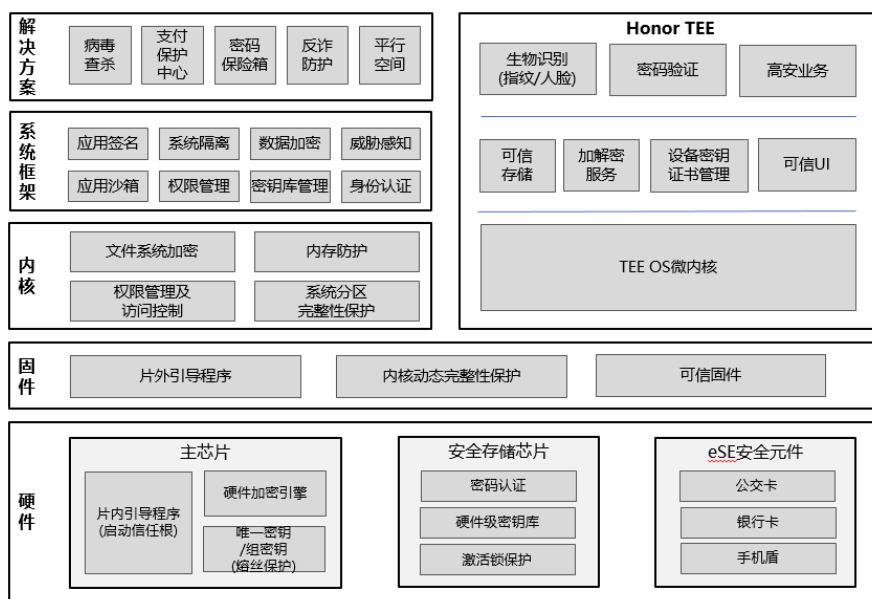 解决方案
病毒
查杀
支付
保护
中心
密码
保险箱
反诈
防护
平行
空间
系统框架
应用签名
系统隔离
数据加密
威胁感知
应用沙箱
权限管理
密钥库管理
身份认证
内核
文件系统加密
内存防护
权限管理及
访问控制
系统分区
完整性保护
Honor TEE
生物识别
(指纹/人脸)
密码验证
高安业务
可信
存储
加解密
服务
设备密钥
证书管理
可信UI
TEE OS微内核
固件
片外引导程序
内核动态完整性保护
可信固件
硬件
主芯片
片内引导程序
(启动信任根)
硬件加密引擎
唯一密钥
/组密钥
(熔丝保护)
安全存储芯片
密码认证
硬件级密钥库
激活锁保护
eSE安全元件
公交卡
银行卡
手机盾